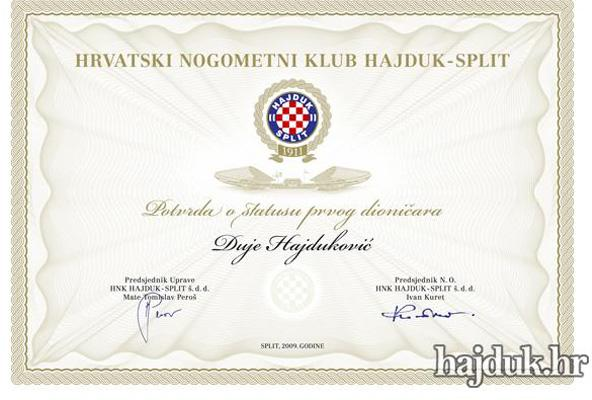 HRVATSKI NOGOMETNI KLUB HAJDUK-SPLIT
HAJDUK
SPLIT
1911
Potvrda o statusu prvog dioničara
Duje Hajduković
Predsjednik Uprave
HNK HAJDUK-SPLIT š. d. d.
Mate Tomislav Peroš
Predsjednik N. O.
HNK HAJDUK-SPLIT š. d. d.
Ivan Kuret
SPLIT, 2009. GODINE
hajduk.hr